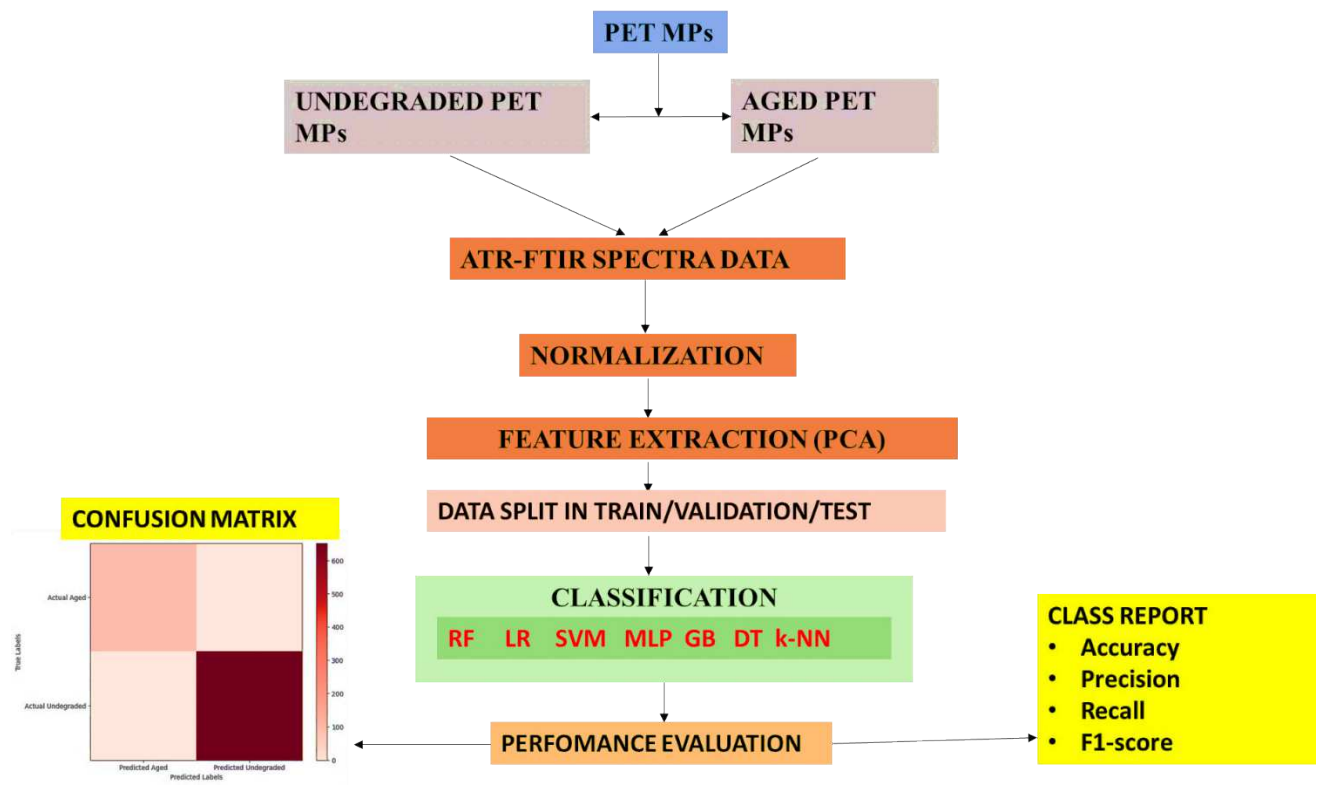 PET MPs
UNDEGRADED PET
MPs
AGED PET
MPs
ATR-FTIR SPECTRA DATA
NORMALIZATION
FEATURE EXTRACTION (PCA)
DATA SPLIT IN TRAIN/VALIDATION/TEST
CLASSIFICATION
RF LR SVM MLP GB DT k-NN
PERFOMANCE EVALUATION
CONFUSION MATRIX
True Labels
Actual Aged
Actual Undegraded
Predicted Aged
Predicted Undegraded
Predicted Labels
600
500
400
300
200
100
0
CLASS REPORT
• Accuracy
• Precision
• Recall
• F1-score